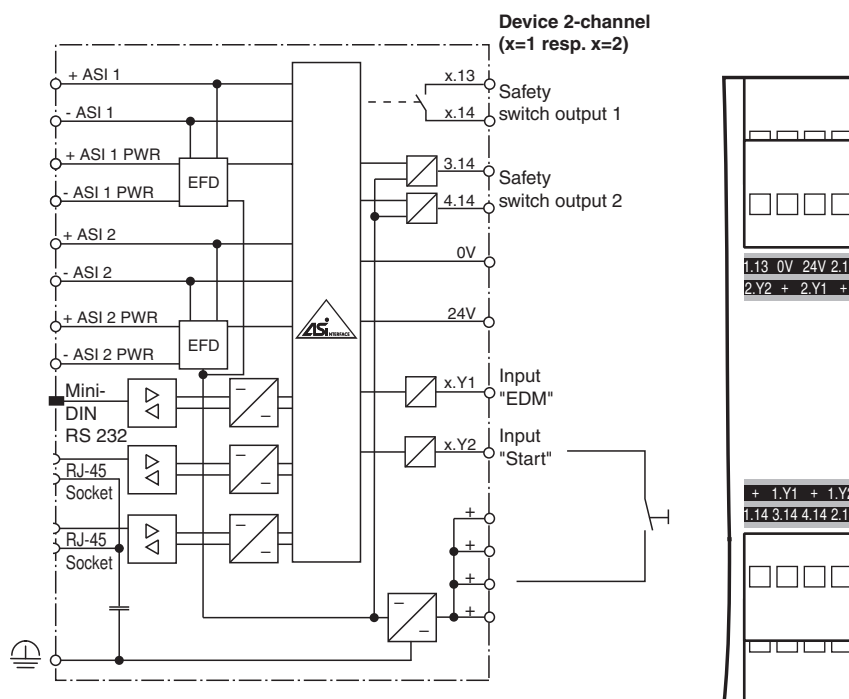 Device 2-channel
(x=1 resp. x=2)
+ ASI 1
- ASI 1
+ ASI 1 PWR
- ASI 1 PWR
EFD
+ ASI 2
- ASI 2
+ ASI 2 PWR
- ASI 2 PWR
EFD
Mini-
DIN
RS 232
RJ-45
Socket
RJ-45
Socket
ASi INTERFACE
x.13
x.14
Safety
switch output 1
3.14
4.14
Safety
switch output 2
0V
24V
x.Y1
Input
"EDM"
x.Y2
Input
"Start"
+
+
+
+
1.13 0V 24V 2.1
2.Y2 + 2.Y1 +
+ 1.Y1 + 1.Y2
1.14 3.14 4.14 2.1